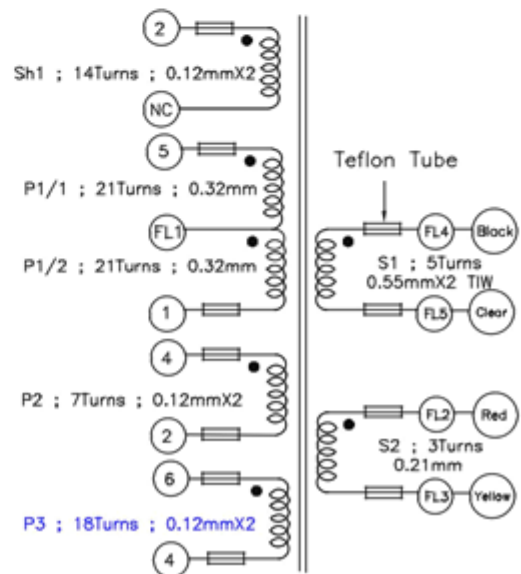 2
Sh1 ; 14Turns ; 0.12mmX2
NC
5
P1/1 ; 21Turns ; 0.32mm
FL1
P1/2 ; 21Turns ; 0.32mm
1
4
P2 ; 7Turns ; 0.12mmX2
2
6
P3 ; 18Turns ; 0.12mmX2
4
Teflon Tube
FL4 Black
S1 ; 5Turns
0.55mmX2 TIW
FL5 Clear
FL2 Red
S2 ; 3Turns
0.21mm
FL3 Yellow